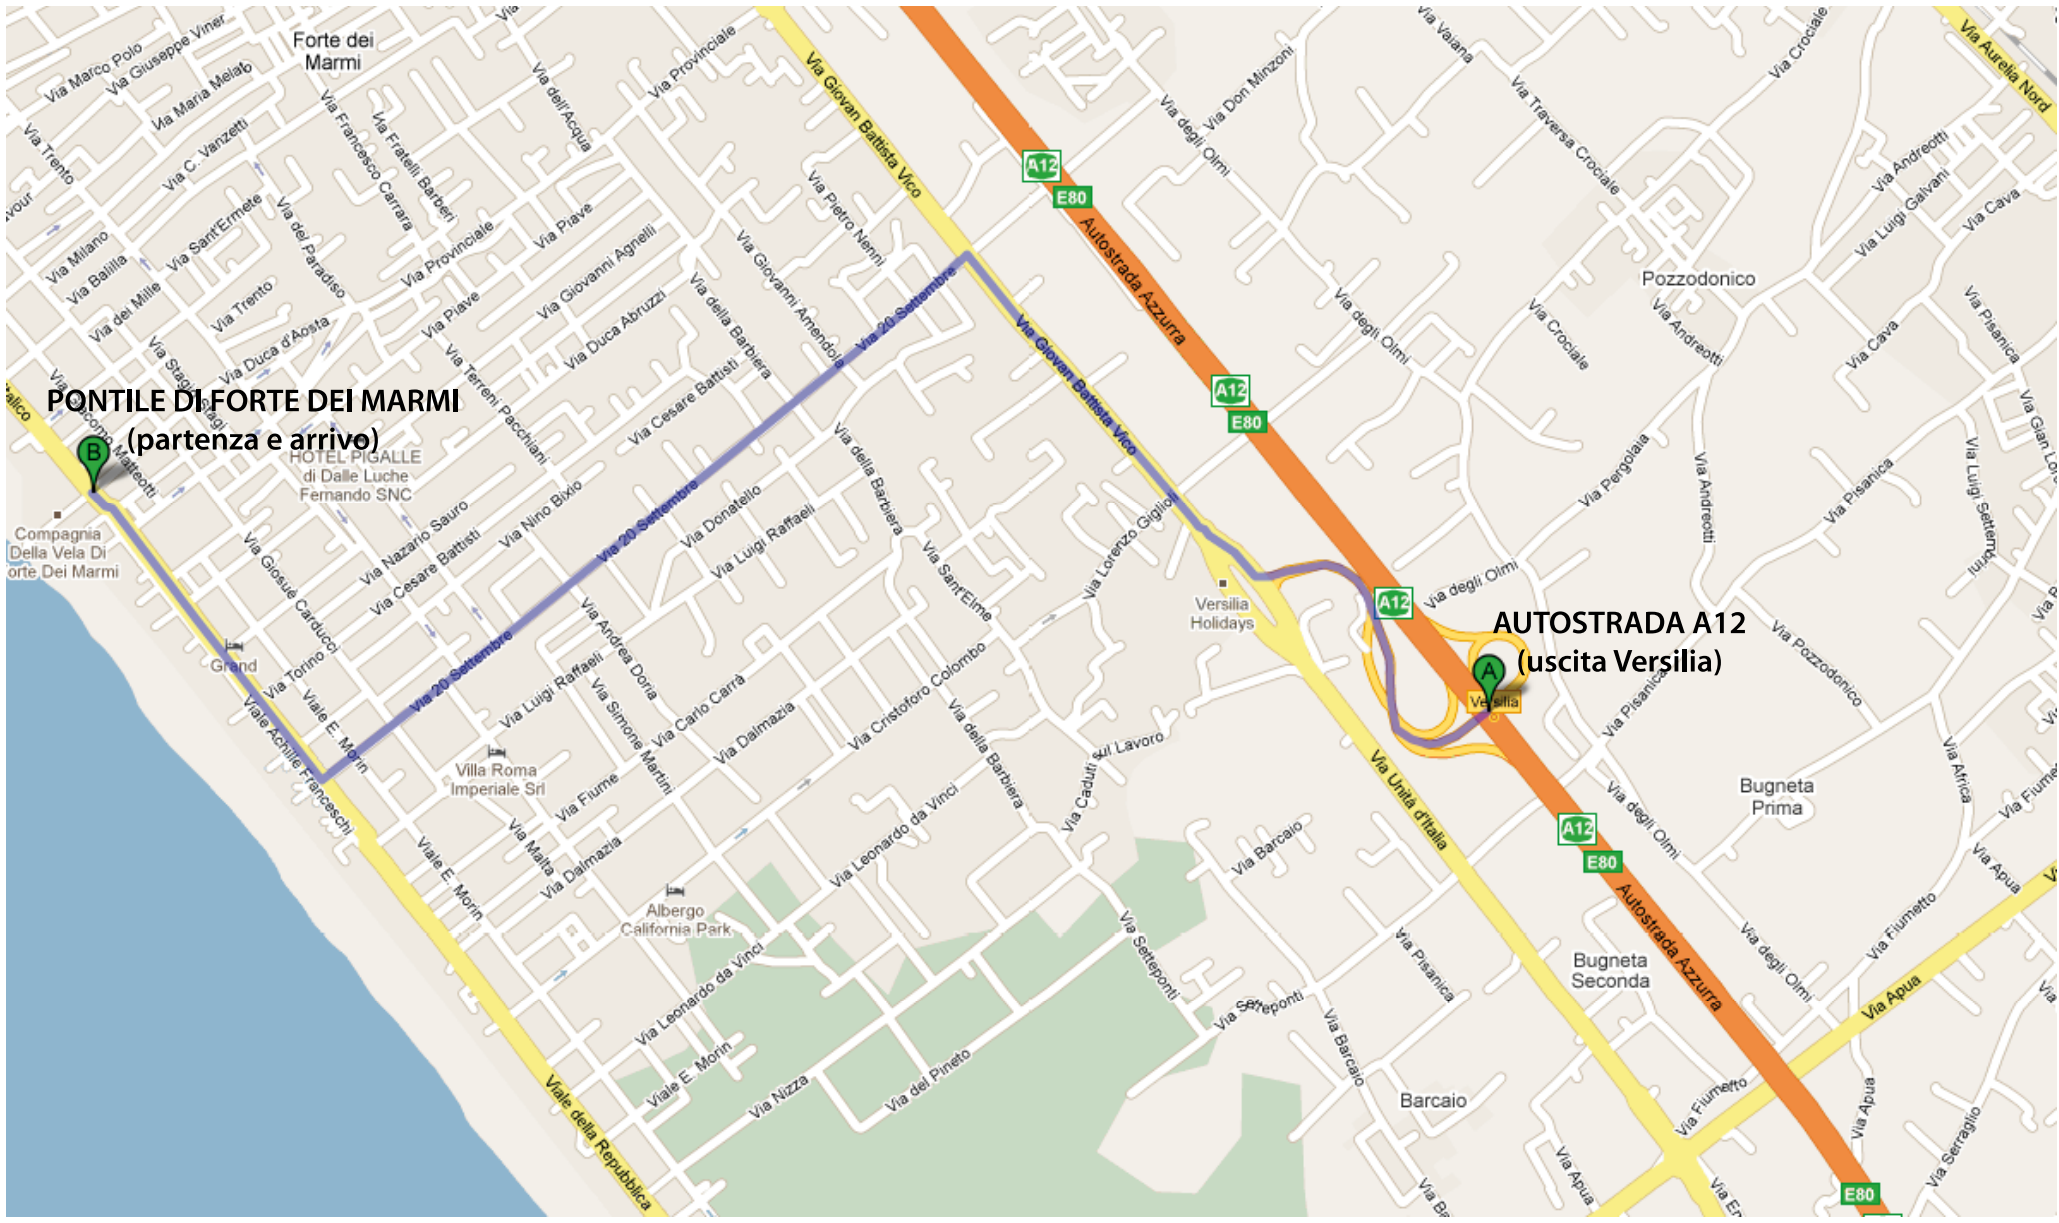 Forte dei
Marmi
Via Marco Polo
Via Giuseppe Viner
Via Maria Melato
Via C. Vanzetti
Via Trento
Via Francesco Carrara
Via Fratelli Barberi
Via dell'Acqua
Via Provinciale
Via Giovan Battista Vico
Via Pietro Nenni
Via Milano
Via Balilla
Via dei Mille
Via Sant'Ermete
Via del Paradiso
Via Provinciale
Via Piave
Via Giovanni Agnelli
Via Trento
Via Duca d'Aosta
Via Piave
Via Duca Abruzzi
Via della Barbiera
Via Giovanni Amendola
Via 20 Settembre
Via Stagi
Via Stagi
Via Terreni Pacchiani
Via Cesare Battisti
Via Giacomo Matteotti
PONTILE DI FORTE DEI MARMI
(partenza e arrivo)
B
HOTEL PIGALLE
di Dalle Luche
Fernando SNC
Compagnia
Della Vela Di
orte Dei Marmi
Via Nazario Sauro
Via Cesare Battisti
Via Nino Bixio
Via 20 Settembre
Via Donatello
Via Luigi Raffaelli
Via della Barbiera
Via Giosuè Carducci
Via Torino
Grand
Viale E. Morin
Viale Achille Franceschi
Via 20 Settembre
Via Luigi Raffaelli
Via Andrea Doria
Via Simone Martini
Via Carlo Carrà
Via Dalmazia
Via Cristoforo Colombo
Via Sant'Elme
Via Lorenzo Giglioli
Via Giovan Battista Vico
Versilia
Holidays
Villa Roma
Imperiale Srl
Via Fiume
Via Malta
Via Dalmazia
Viale E. Morin
Via della Barbiera
Via Caduti sul Lavoro
Via Leonardo da Vinci
Albergo
California Park
Via Leonardo da Vinci
Viale E. Morin
Via Nizza
Via del Pineto
Viale della Repubblica
Via Setteponti
Via Setteponti
Via Barcaio
Via Barcaio
Via Pisanica
Barcaio
Via Unità d'Italia
A12
E80
Autostrada Azzurra
A12
E80
A12
AUTOSTRADA A12
(uscita Versilia)
A
Versilia
A12
E80
Autostrada Azzurra
E80
Via Vaiana
Via Don Minzoni
Via degli Olmi
Via Traversa Crociale
Via Crociale
Via Aurelia Nord
Via Andreotti
Via Luigi Galvani
Via Cava
Pozzodonico
Via degli Olmi
Via Crociale
Via Andreotti
Via Cava
Via Pisanica
Via Pergolaia
Via Andreotti
Via Pisanica
Via degli Olmi
Via Pisanica
Via Pozzodonico
Via Africa
Bugneta
Prima
Via degli Olmi
Via Apua
Via Fiumetto
Bugneta
Seconda
Via degli Olmi
Via Apua
Via Fiumetto
Via Apua
Via Apua
Via Serraglio